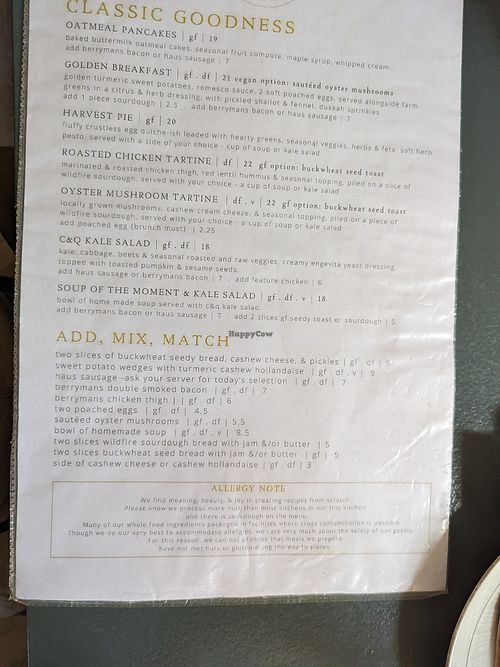 CLASSIC GOODNESS
OATMEAL PANCAKES | gf | 19
baked buttermilk oatmeal cakes, seasonal fruit compote, maple syrup, whipped cream.
add berrymans bacon or haus sausage | 7
GOLDEN BREAKFAST | gf . df | 21 vegan option: sautéed oyster mushrooms
golden turmeric sweet potatoes, romesco sauce, 2 soft poached eggs, served alongside farm
greens in a citrus & herb dressing, with pickled shallot & fennel, dukkah sprinkles
add 1 piece sourdough | 2.5 . add berrymans bacon or haus sausage | 7
HARVEST PIE | gf | 20
fluffy crustless egg quiche-ish loaded with hearty greens, seasonal veggies, herbs & feta. soft herb
pesto. served with a side of your choice - cup of soup or kale salad
ROASTED CHICKEN TARTINE | df | 22 gf option: buckwheat seed toast
marinated & roasted chicken thigh, red lentil hummus & seasonal topping, piled on a slice of
wildfire sourdough. served with your choice - a cup of soup or kale salad
OYSTER MUSHROOM TARTINE | df . v | 22 gf option: buckwheat seed toast
locally grown mushrooms, cashew cream cheese, & seasonal topping, piled on a piece of
wildfire sourdough. served with your choice - a cup of soup or kale salad
add poached egg (brunch must) | 2.25
C&Q KALE SALAD | gf . df | 18
kale, cabbage, beets & seasonal roasted and raw veggies, creamy engevita yeast dressing,
topped with toasted pumpkin & sesame seeds.
add haus sausage or berrymans bacon | 7 . add feature chicken | 6
SOUP OF THE MOMENT & KALE SALAD | gf . df . v | 18
bowl of home made soup served with c&q kale salad.
add berrymans bacon or haus sausage | 7 . add 2 slices gf seedy toast or sourdough | 5
HappyCow
ADD, MIX, MATCH
two slices of buckwheat seedy bread, cashew cheese, & pickles | gf . df | 9
sweet potato wedges with turmeric cashew hollandaise | gf . df . v | 9
haus sausage -ask your server for today's selection | gf . df | 7
berrymans double smoked bacon | gf . df | 7
berrymans chicken thigh | | gf . df | 6
two poached eggs | gf . df | 4.5
sautéed oyster mushrooms | gf . df | 5.5
bowl of homemade soup | gf . df . v | 8.5
two slices wildfire sourdough bread with jam &/or butter | 5
two slices buckwheat seed bread with jam &/or butter | gf | 5
side of cashew cheese or cashew hollandaise | gf . df | 3
ALLERGY NOTE
We find meaning, beauty, & joy in creating recipes from scratch.
Please know we process more nuts than most kitchens in our tiny kitchen
and there is sourdough on the menu.
Many of our whole food ingredients packaged in facilities where cross contamination is possible
Though we do our very best to accommodate allergies, we care very much about the safety of our guests.
For this reason, we can not promise that meals we prepare
have not met nuts or gluten along the way to plates.